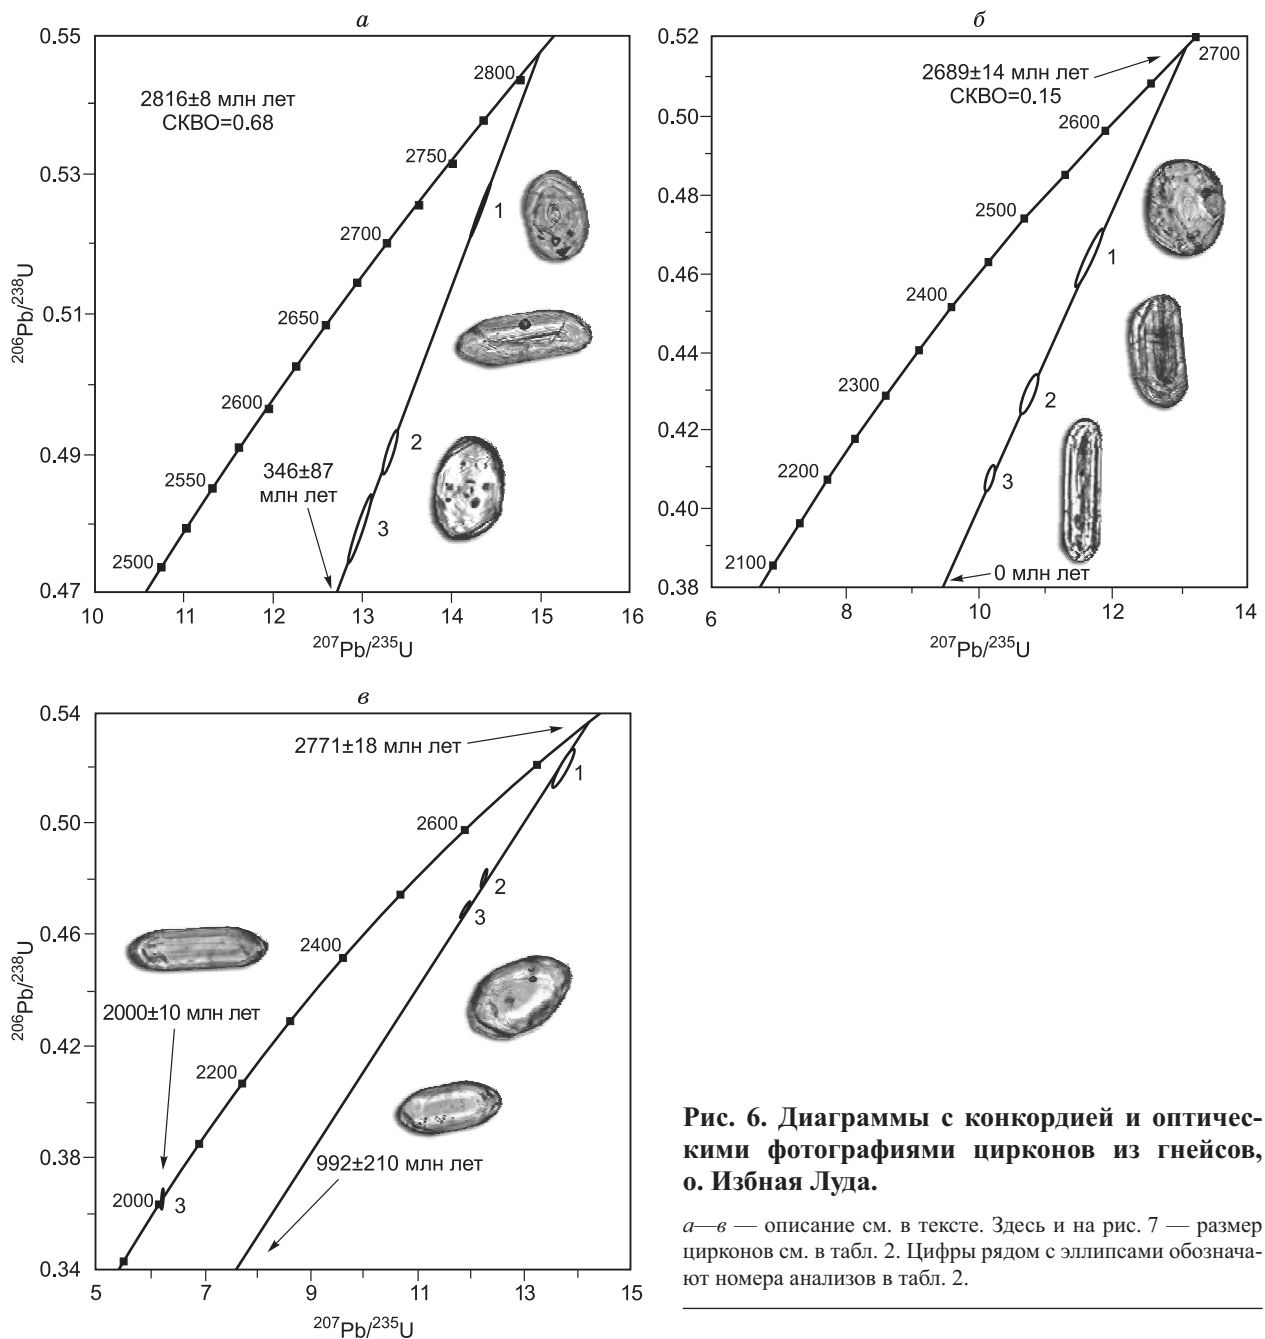 а
0.55
0.53
0.51
0.49
0.47
206Pb/238U
2816±8 млн лет
СКВО=0.68
2800
2750
2700
2650
2600
2550
2500
1
2
3
346±87
млн лет
10
11
12
13
14
15
16
207Pb/235U
б
0.52
0.50
0.48
0.46
0.44
0.42
0.40
0.38
2689±14 млн лет
СКВО=0.15
2700
2600
2500
2400
2300
2200
2100
1
2
3
0 млн лет
6
8
10
12
14
207Pb/235U
в
0.54
0.50
0.46
0.42
0.38
0.34
206Pb/238U
2771±18 млн лет
2600
2400
2200
2000
1
2
3
2000±10 млн лет
3
992±210 млн лет
5
7
9
11
13
15
207Pb/235U
Рис. 6. Диаграммы с конкордией и оптичес-
кими фотографиями цирконов из гнейсов,
о. Избная Луда.
а—в — описание см. в тексте. Здесь и на рис. 7 — размер
цирконов см. в табл. 2. Цифры рядом с эллипсами обознача-
ют номера анализов в табл. 2.